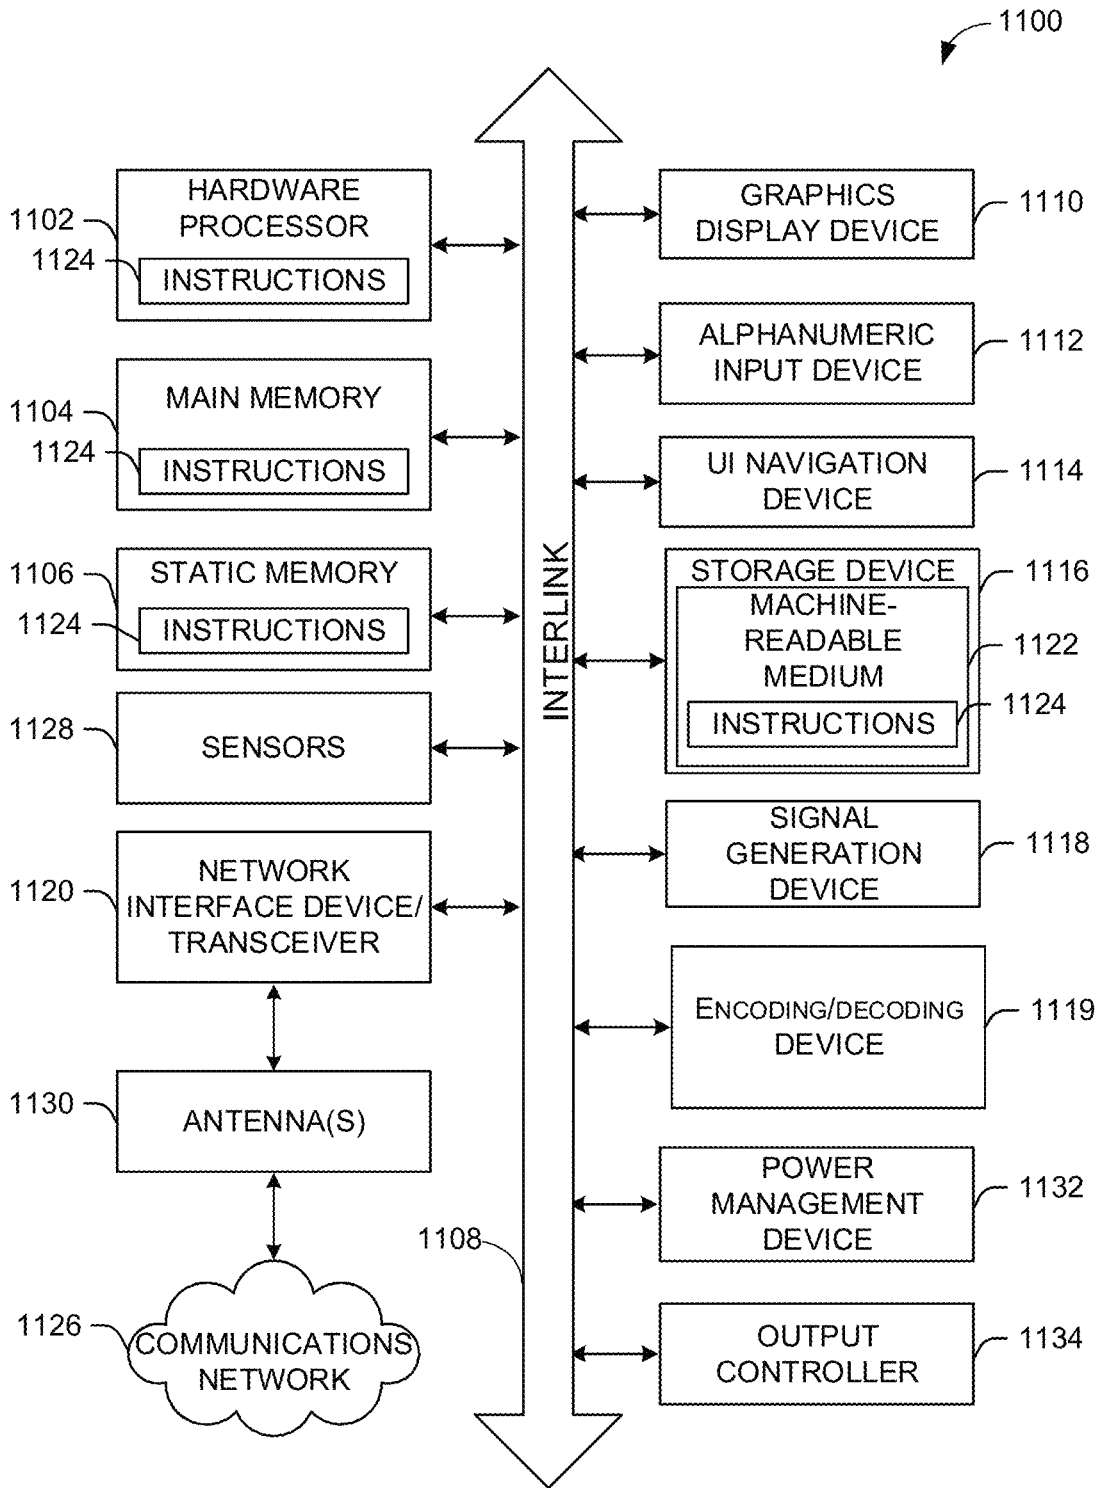 1100
HARDWARE
PROCESSOR
1102
1124
INSTRUCTIONS
MAIN MEMORY
1104
1124
INSTRUCTIONS
1106
STATIC MEMORY
1124
INSTRUCTIONS
1128
SENSORS
1120
NETWORK
INTERFACE DEVICE/
TRANSCEIVER
1130
ANTENNA(S)
1126
COMMUNICATIONS
NETWORK
1108
INTERLINK
GRAPHICS
DISPLAY DEVICE
1110
ALPHANUMERIC
INPUT DEVICE
1112
UI NAVIGATION
DEVICE
1114
STORAGE DEVICE
1116
MACHINE-
READABLE
MEDIUM
1122
INSTRUCTIONS
1124
SIGNAL
GENERATION
DEVICE
1118
ENCODING/DECODING
DEVICE
1119
POWER
MANAGEMENT
DEVICE
1132
OUTPUT
CONTROLLER
1134